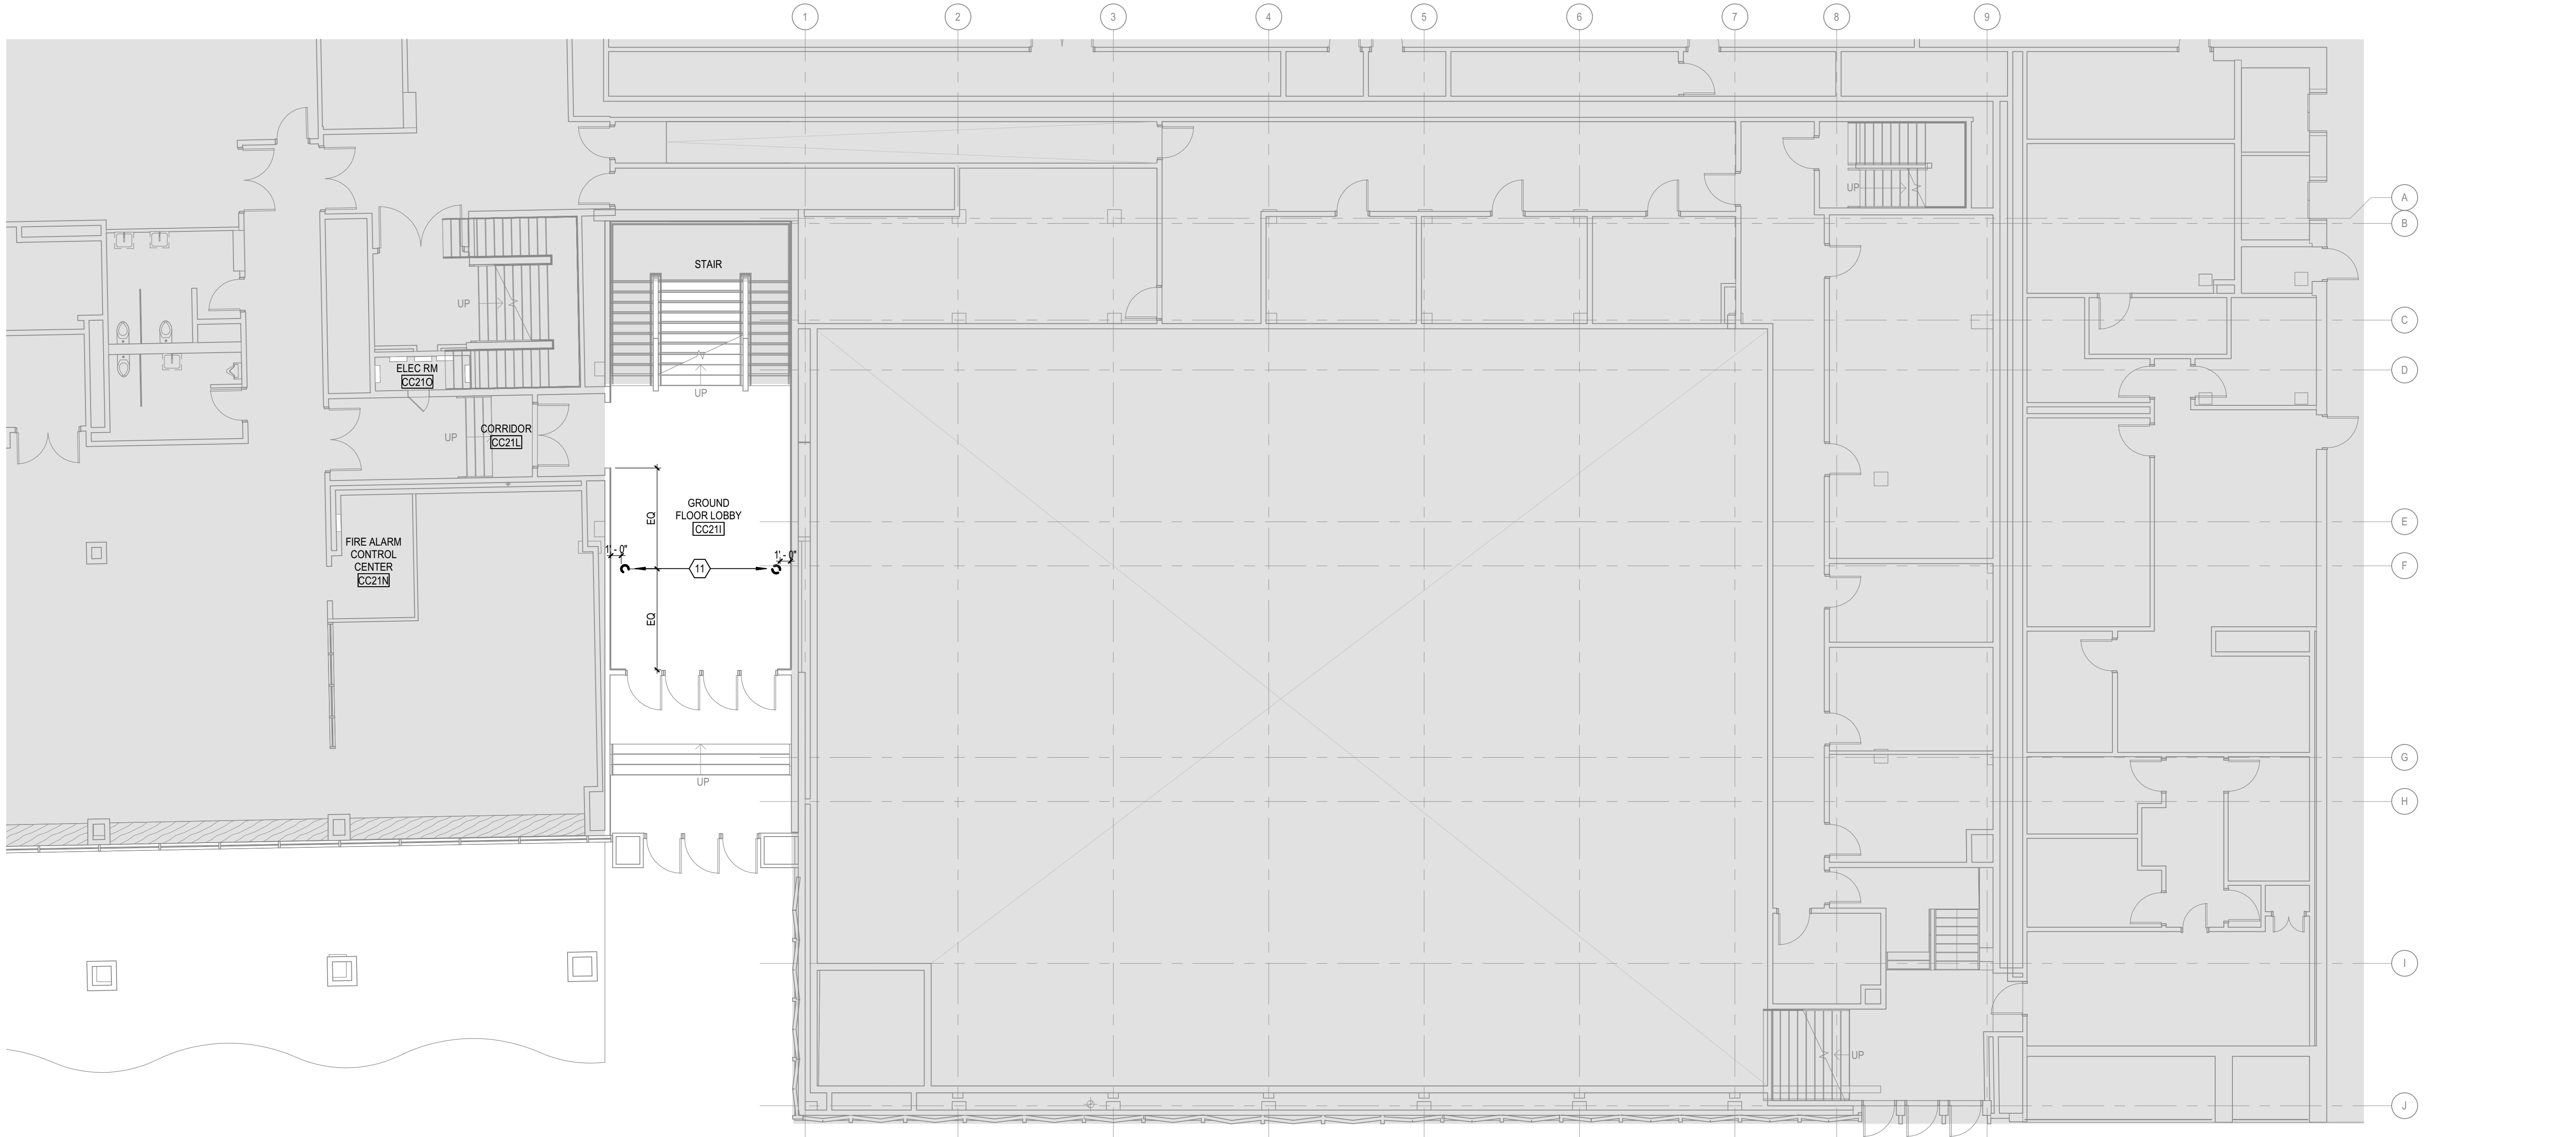 1 2 3 4 5 6 7 8 9
A
B
C
D
E
F
G
H
I
J
UP
STAIR
UP
UP
ELEC RM
CC21O
CORRIDOR
CC21L
UP
UP
EQ
GROUND
FLOOR LOBBY
CC21I
FIRE ALARM
CONTROL
CENTER
CC21N
1' - 0"
1' - 0"
11
EQ
UP
UP